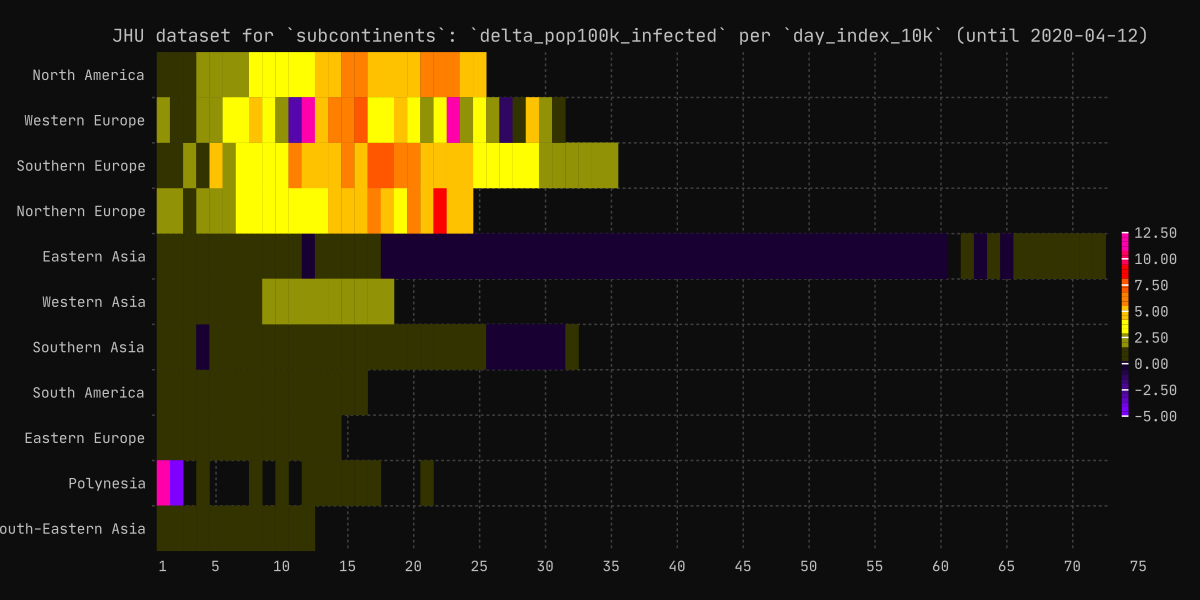 JHU dataset for `subcontinents`: `delta_pop100k_infected` per `day_index_10k` (until 2020-04-12)
North America
Western Europe
Southern Europe
Northern Europe
Eastern Asia
Western Asia
Southern Asia
South America
Eastern Europe
Polynesia
outh-Eastern Asia
12.50
10.00
7.50
5.00
2.50
0.00
-2.50
-5.00
1 5 10 15 20 25 30 35 40 45 50 55 60 65 70 75